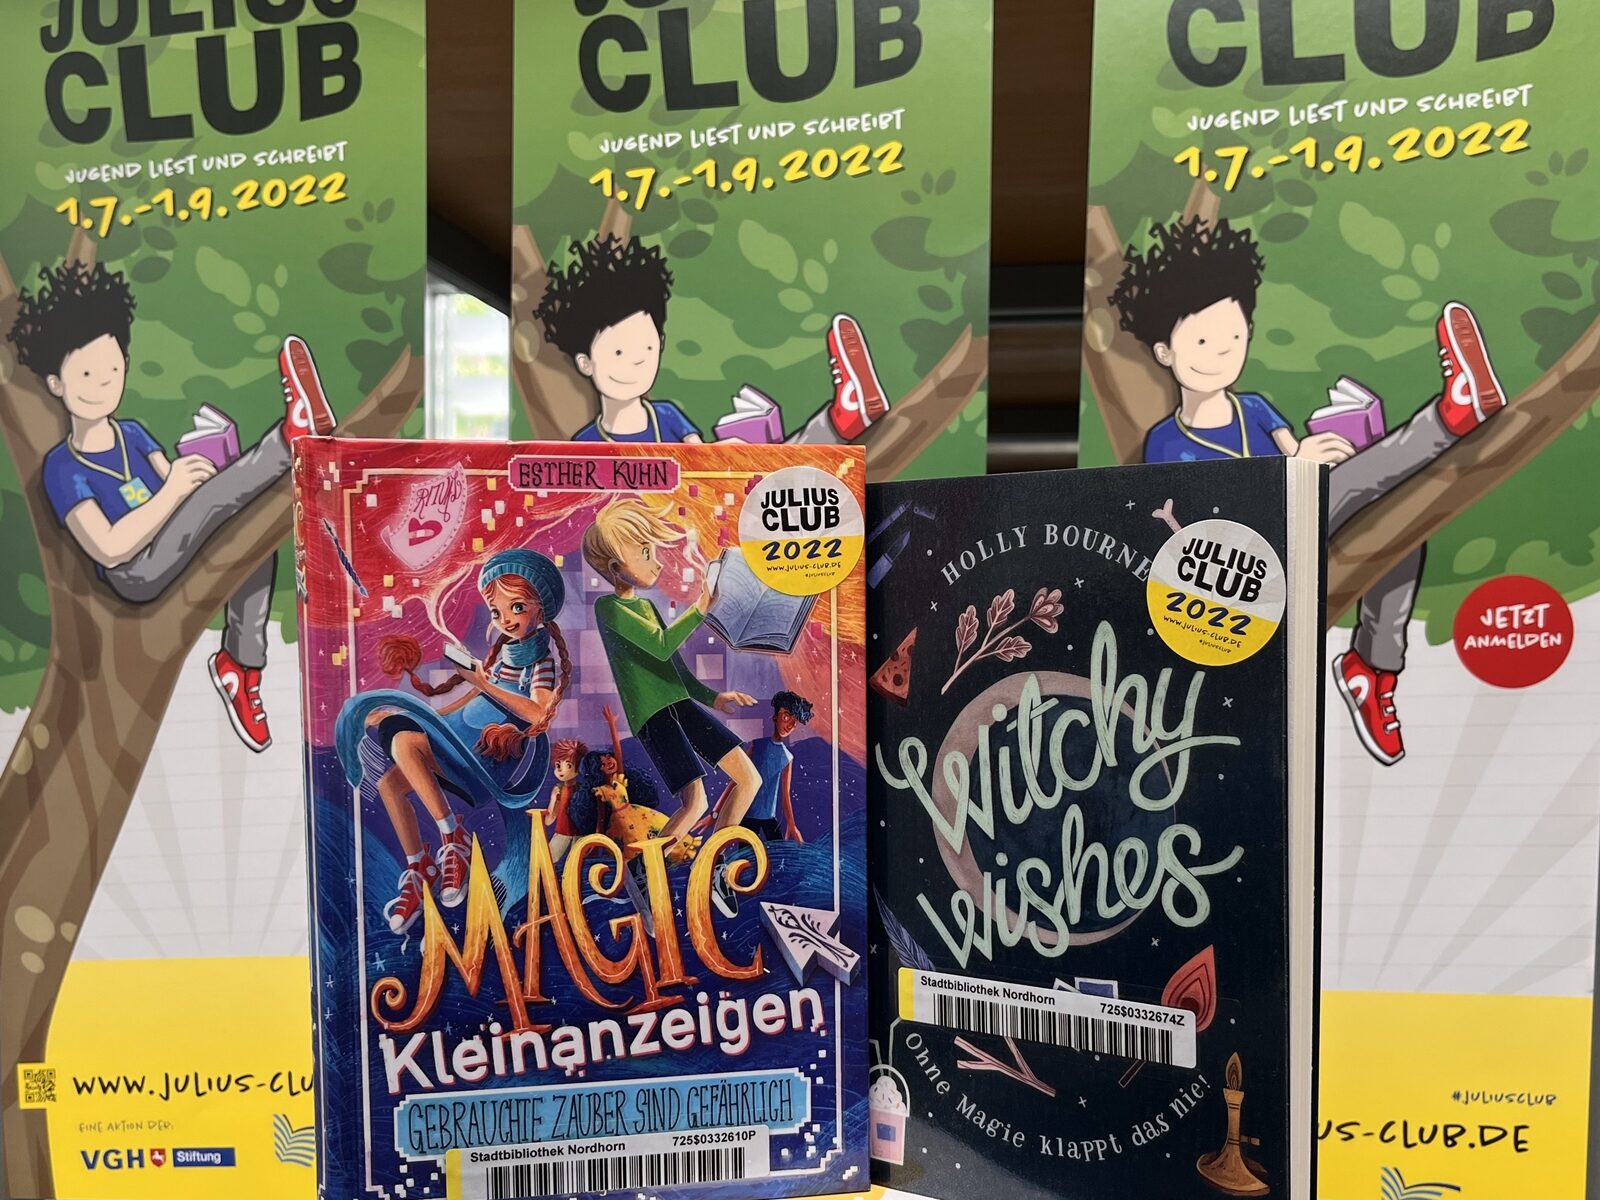 JULIUS
CLUB
JUGEND LIEST UND SCHREIBT
1.7.-1.9.2022
JC
WWW.JULIUS-CLU
EINE AKTION DER:
VGH Stiftung
CLUB
JUGEND LIEST UND SCHREIBT
1.7.-1.9.2022
CLUB
JUGEND LIEST UND SCHREIBT
1.7.-1.9.2022
JETZT
ANMELDEN
#JULIUSCLUB
US-CLUB.DE
ESTHER KUHN
JULIUS
CLUB
2022
WWW.JULIUS-CLUB.DE
#JULIUSCLUB
MAGIC
Kleinanzeigen
GEBRAUCHTE ZAUBER SIND GEFÄHRLICH
Stadtbibliothek Nordhorn 725$0332610P
HOLLY BOURNE
JULIUS
CLUB
2022
WWW.JULIUS-CLUB.DE
#JULIUSCLUB
Witchy
Wishes
Stadtbibliothek Nordhorn 725$0332674Z
Ohne Magie klappt das nie!